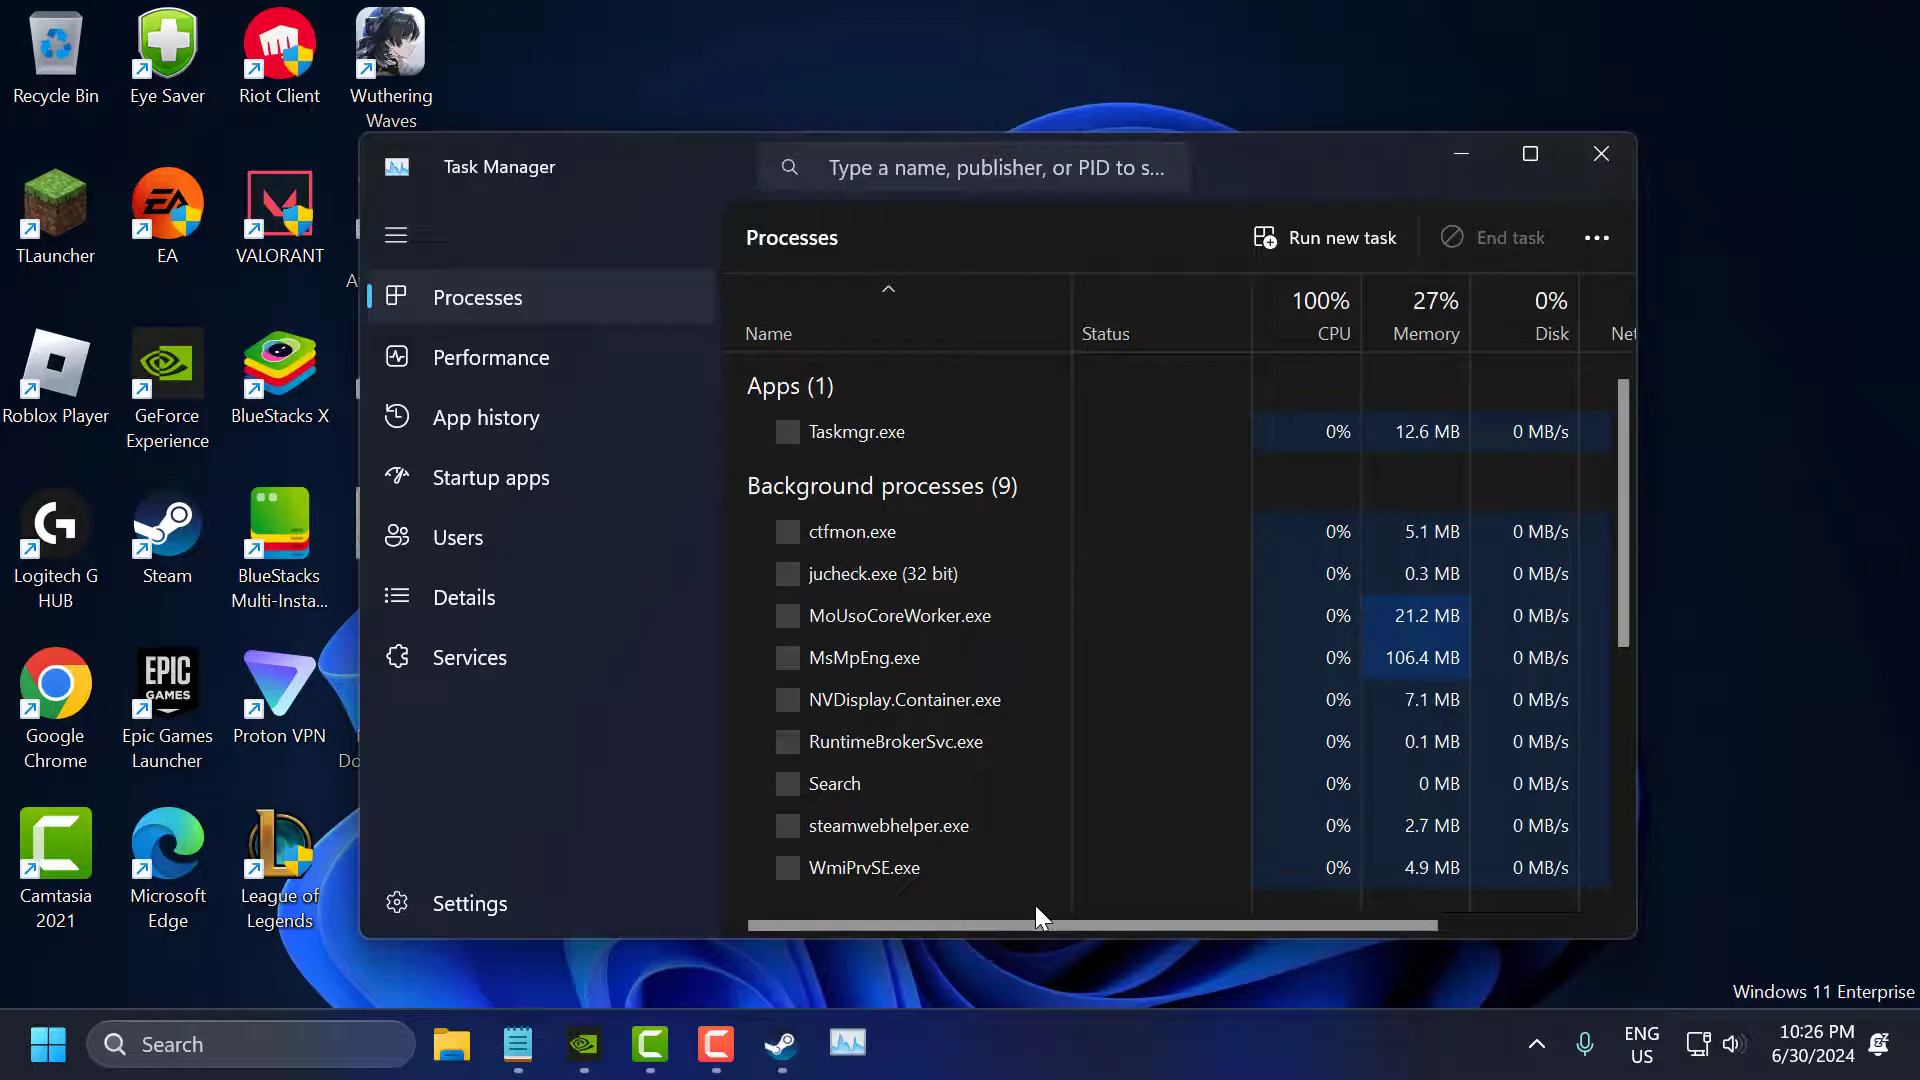 Recycle Bin
Eye Saver
Riot Client
Wuthering
Waves
TLauncher
EA
VALORANT
A
Roblox Player
GeForce
Experience
BlueStacks X
Logitech G
HUB
Steam
BlueStacks
Multi-Insta...
Google
Chrome
EPIC
GAMES
Epic Games
Launcher
Proton VPN
Do
Camtasia
2021
Microsoft
Edge
League of
Legends
Task Manager
Type a name, publisher, or PID to s...
Processes
Performance
App history
Startup apps
Users
Details
Services
Settings
Processes
Run new task
End task
100% 27% 0%
Name Status CPU Memory Disk Net
Apps (1)
Taskmgr.exe 0% 12.6 MB 0 MB/s
Background processes (9)
ctfmon.exe 0% 5.1 MB 0 MB/s
jucheck.exe (32 bit) 0% 0.3 MB 0 MB/s
MoUsoCoreWorker.exe 0% 21.2 MB 0 MB/s
MsMpEng.exe 0% 106.4 MB 0 MB/s
NVDisplay.Container.exe 0% 7.1 MB 0 MB/s
RuntimeBrokerSvc.exe 0% 0.1 MB 0 MB/s
Search 0% 0 MB 0 MB/s
steamwebhelper.exe 0% 2.7 MB 0 MB/s
WmiPrvSE.exe 0% 4.9 MB 0 MB/s
Windows 11 Enterprise
Search
ENG
US
10:26 PM
6/30/2024